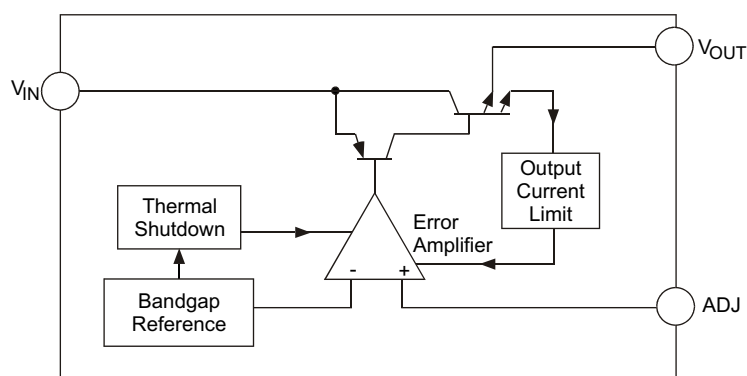 VOUT
VIN
Output
Current
Limit
Thermal
Shutdown
Error
Amplifier
- +
Bandgap
Reference
ADJ